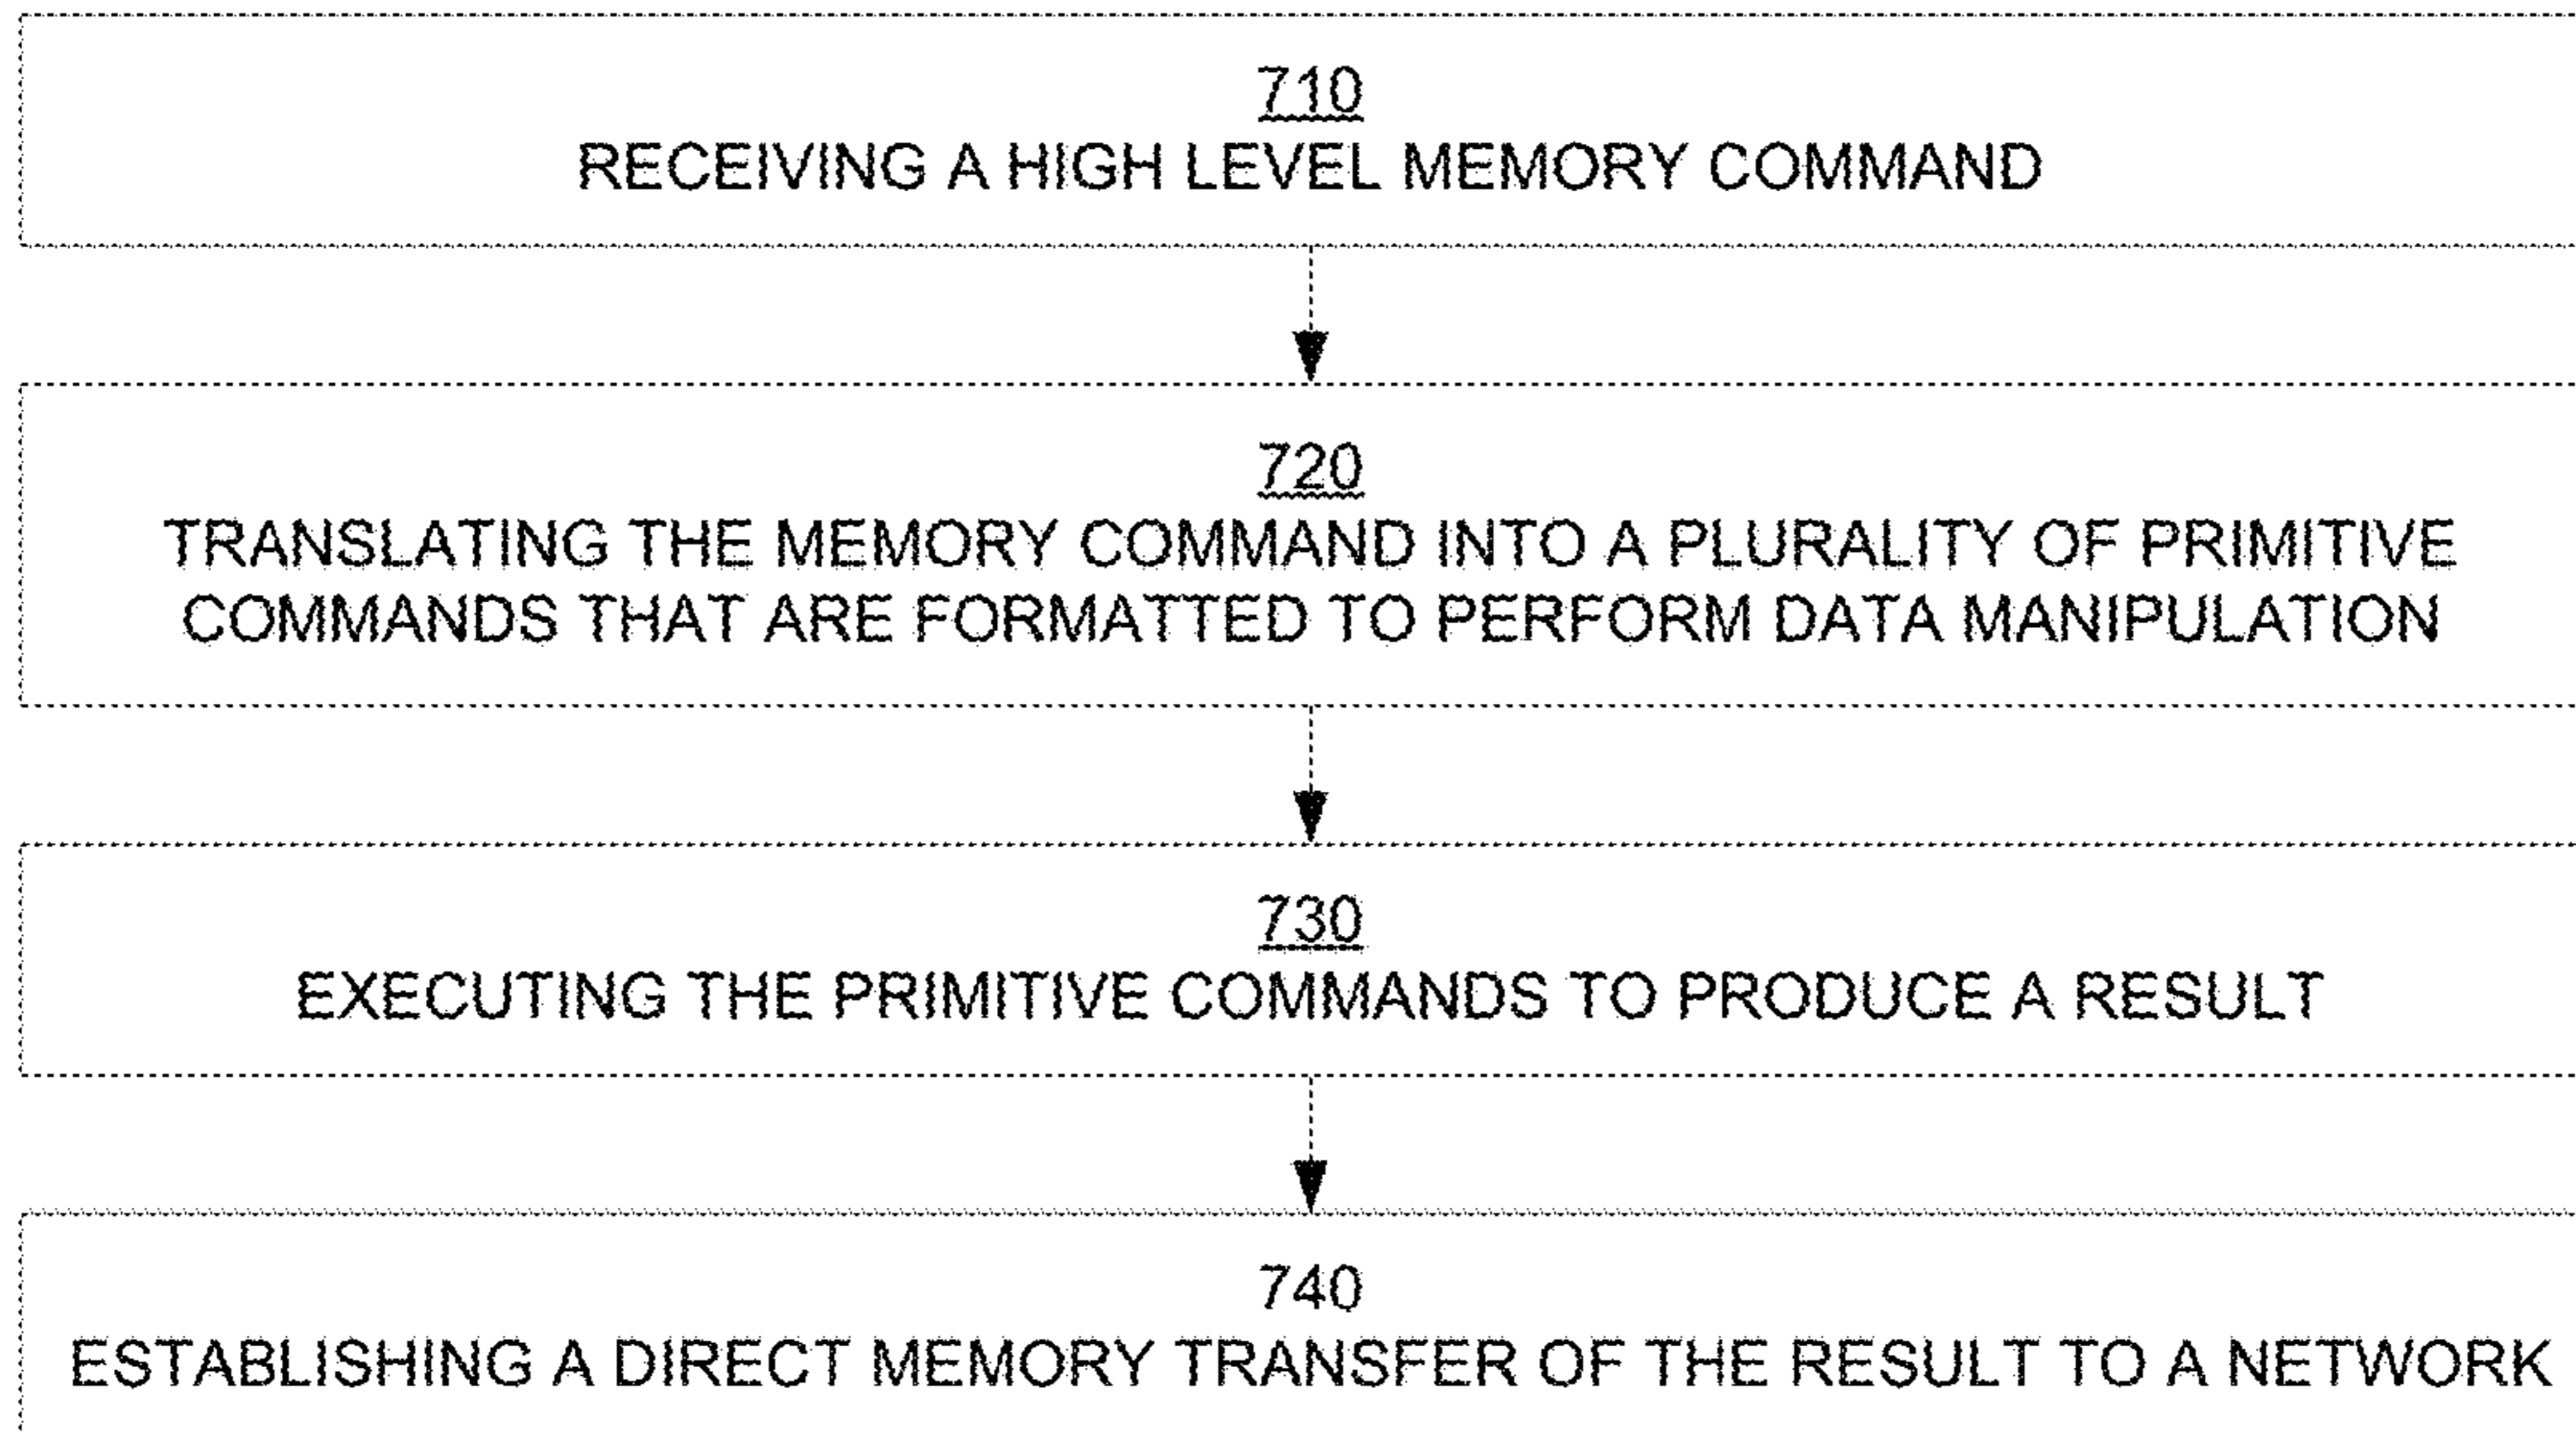 710
RECEIVING A HIGH LEVEL MEMORY COMMAND
720
TRANSLATING THE MEMORY COMMAND INTO A PLURALITY OF PRIMITIVE
COMMANDS THAT ARE FORMATTED TO PERFORM DATA MANIPULATION
730
EXECUTING THE PRIMITIVE COMMANDS TO PRODUCE A RESULT
740
ESTABLISHING A DIRECT MEMORY TRANSFER OF THE RESULT TO A NETWORK